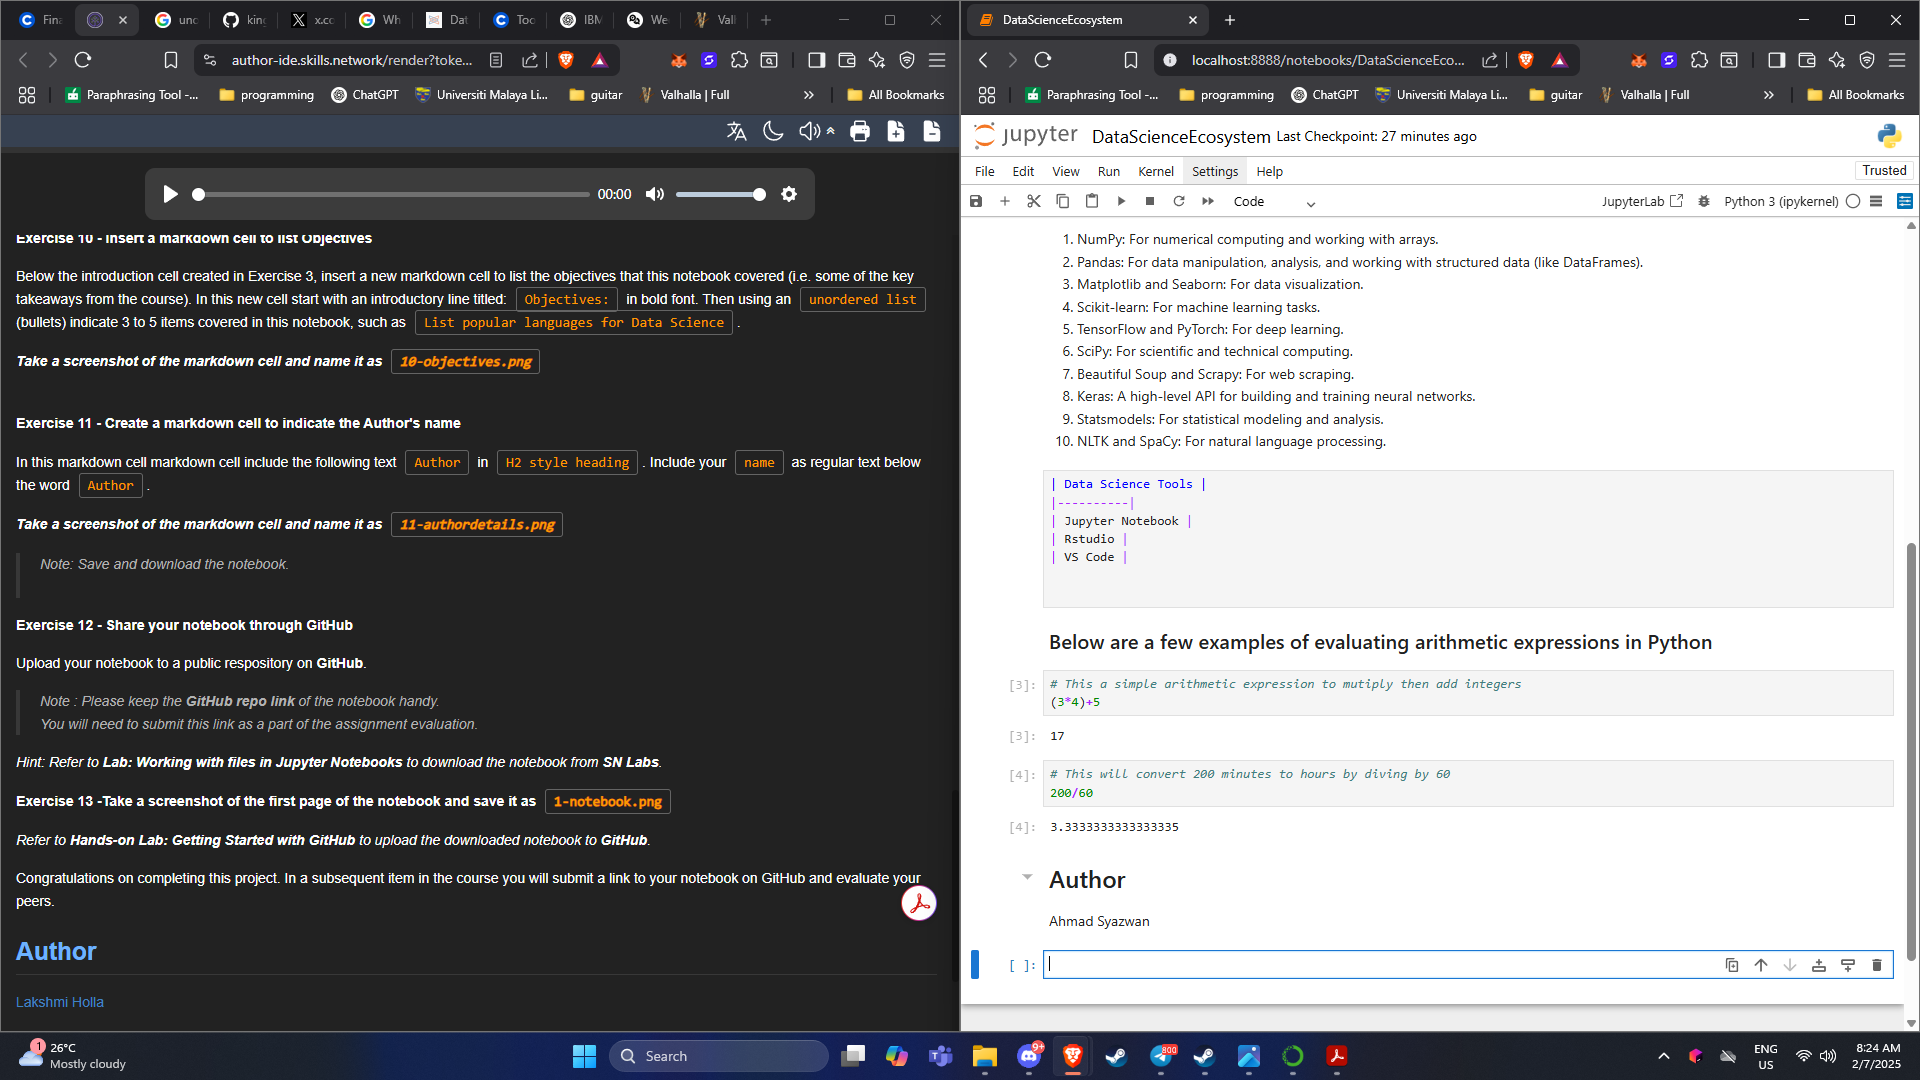 Fina
unc
king
x.co
Wh
Dat
Too
IBM
We
Vall
author-ide.skills.network/render?toke...
Paraphrasing Tool -...
programming
ChatGPT
Universiti Malaya Li...
guitar
Valhalla | Full
»
All Bookmarks
00:00
Exercise 10 - Insert a markdown cell to list Objectives
Below the introduction cell created in Exercise 3, insert a new markdown cell to list the objectives that this notebook covered (i.e. some of the key
takeaways from the course). In this new cell start with an introductory line titled: Objectives: in bold font. Then using an unordered list
(bullets) indicate 3 to 5 items covered in this notebook, such as List popular languages for Data Science .
Take a screenshot of the markdown cell and name it as 10-objectives.png
Exercise 11 - Create a markdown cell to indicate the Author's name
In this markdown cell markdown cell include the following text Author in H2 style heading . Include your name as regular text below
the word Author .
Take a screenshot of the markdown cell and name it as 11-authordetails.png
Note: Save and download the notebook.
Exercise 12 - Share your notebook through GitHub
Upload your notebook to a public respository on GitHub.
Note : Please keep the GitHub repo link of the notebook handy.
You will need to submit this link as a part of the assignment evaluation.
Hint: Refer to Lab: Working with files in Jupyter Notebooks to download the notebook from SN Labs.
Exercise 13 -Take a screenshot of the first page of the notebook and save it as 1-notebook.png
Refer to Hands-on Lab: Getting Started with GitHub to upload the downloaded notebook to GitHub.
Congratulations on completing this project. In a subsequent item in the course you will submit a link to your notebook on GitHub and evaluate your
peers.
Author
Lakshmi Holla
DataScienceEcosystem
localhost:8888/notebooks/DataScienceEco...
Paraphrasing Tool -...
programming
ChatGPT
Universiti Malaya Li...
guitar
Valhalla | Full
»
All Bookmarks
jupyter DataScienceEcosystem Last Checkpoint: 27 minutes ago
File Edit View Run Kernel Settings Help
Trusted
Code
JupyterLab
Python 3 (ipykernel)
1. NumPy: For numerical computing and working with arrays.
2. Pandas: For data manipulation, analysis, and working with structured data (like DataFrames).
3. Matplotlib and Seaborn: For data visualization.
4. Scikit-learn: For machine learning tasks.
5. TensorFlow and PyTorch: For deep learning.
6. SciPy: For scientific and technical computing.
7. Beautiful Soup and Scrapy: For web scraping.
8. Keras: A high-level API for building and training neural networks.
9. Statsmodels: For statistical modeling and analysis.
10. NLTK and SpaCy: For natural language processing.
| Data Science Tools |
|----------|
| Jupyter Notebook |
| Rstudio |
| VS Code |
Below are a few examples of evaluating arithmetic expressions in Python
[3]: # This a simple arithmetic expression to mutiply then add integers
(3*4)+5
[3]: 17
[4]: # This will convert 200 minutes to hours by diving by 60
200/60
[4]: 3.3333333333333335
Author
Ahmad Syazwan
[ ]:
1
26°C
Mostly cloudy
Search
9+
800
ENG
US
8:24 AM
2/7/2025